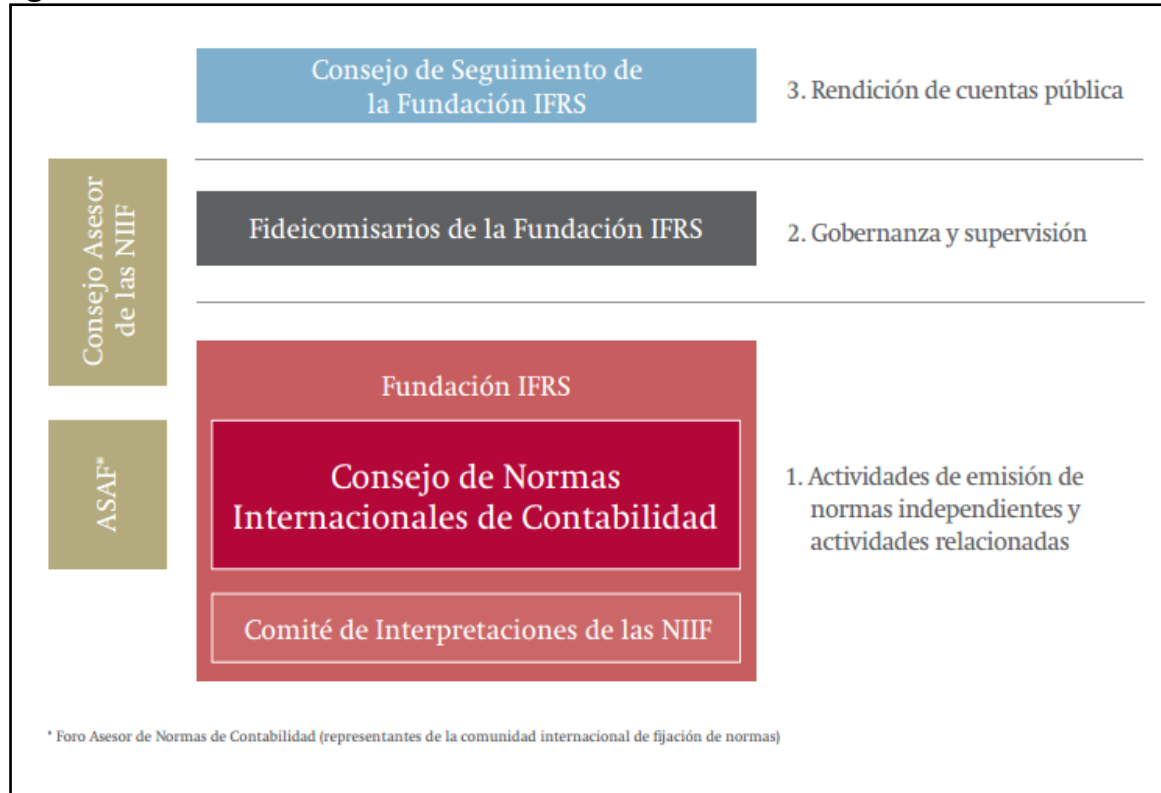 Consejo de Seguimiento de
la Fundación IFRS
3. Rendición de cuentas pública
Consejo Asesor
de las NIIF
Fideicomisarios de la Fundación IFRS
2. Gobernanza y supervisión
Fundación IFRS
ASAF*
Consejo de Normas
Internacionales de Contabilidad
1. Actividades de emisión de
normas independientes y
actividades relacionadas
Comité de Interpretaciones de las NIIF
* Foro Asesor de Normas de Contabilidad (representantes de la comunidad internacional de fijación de normas)